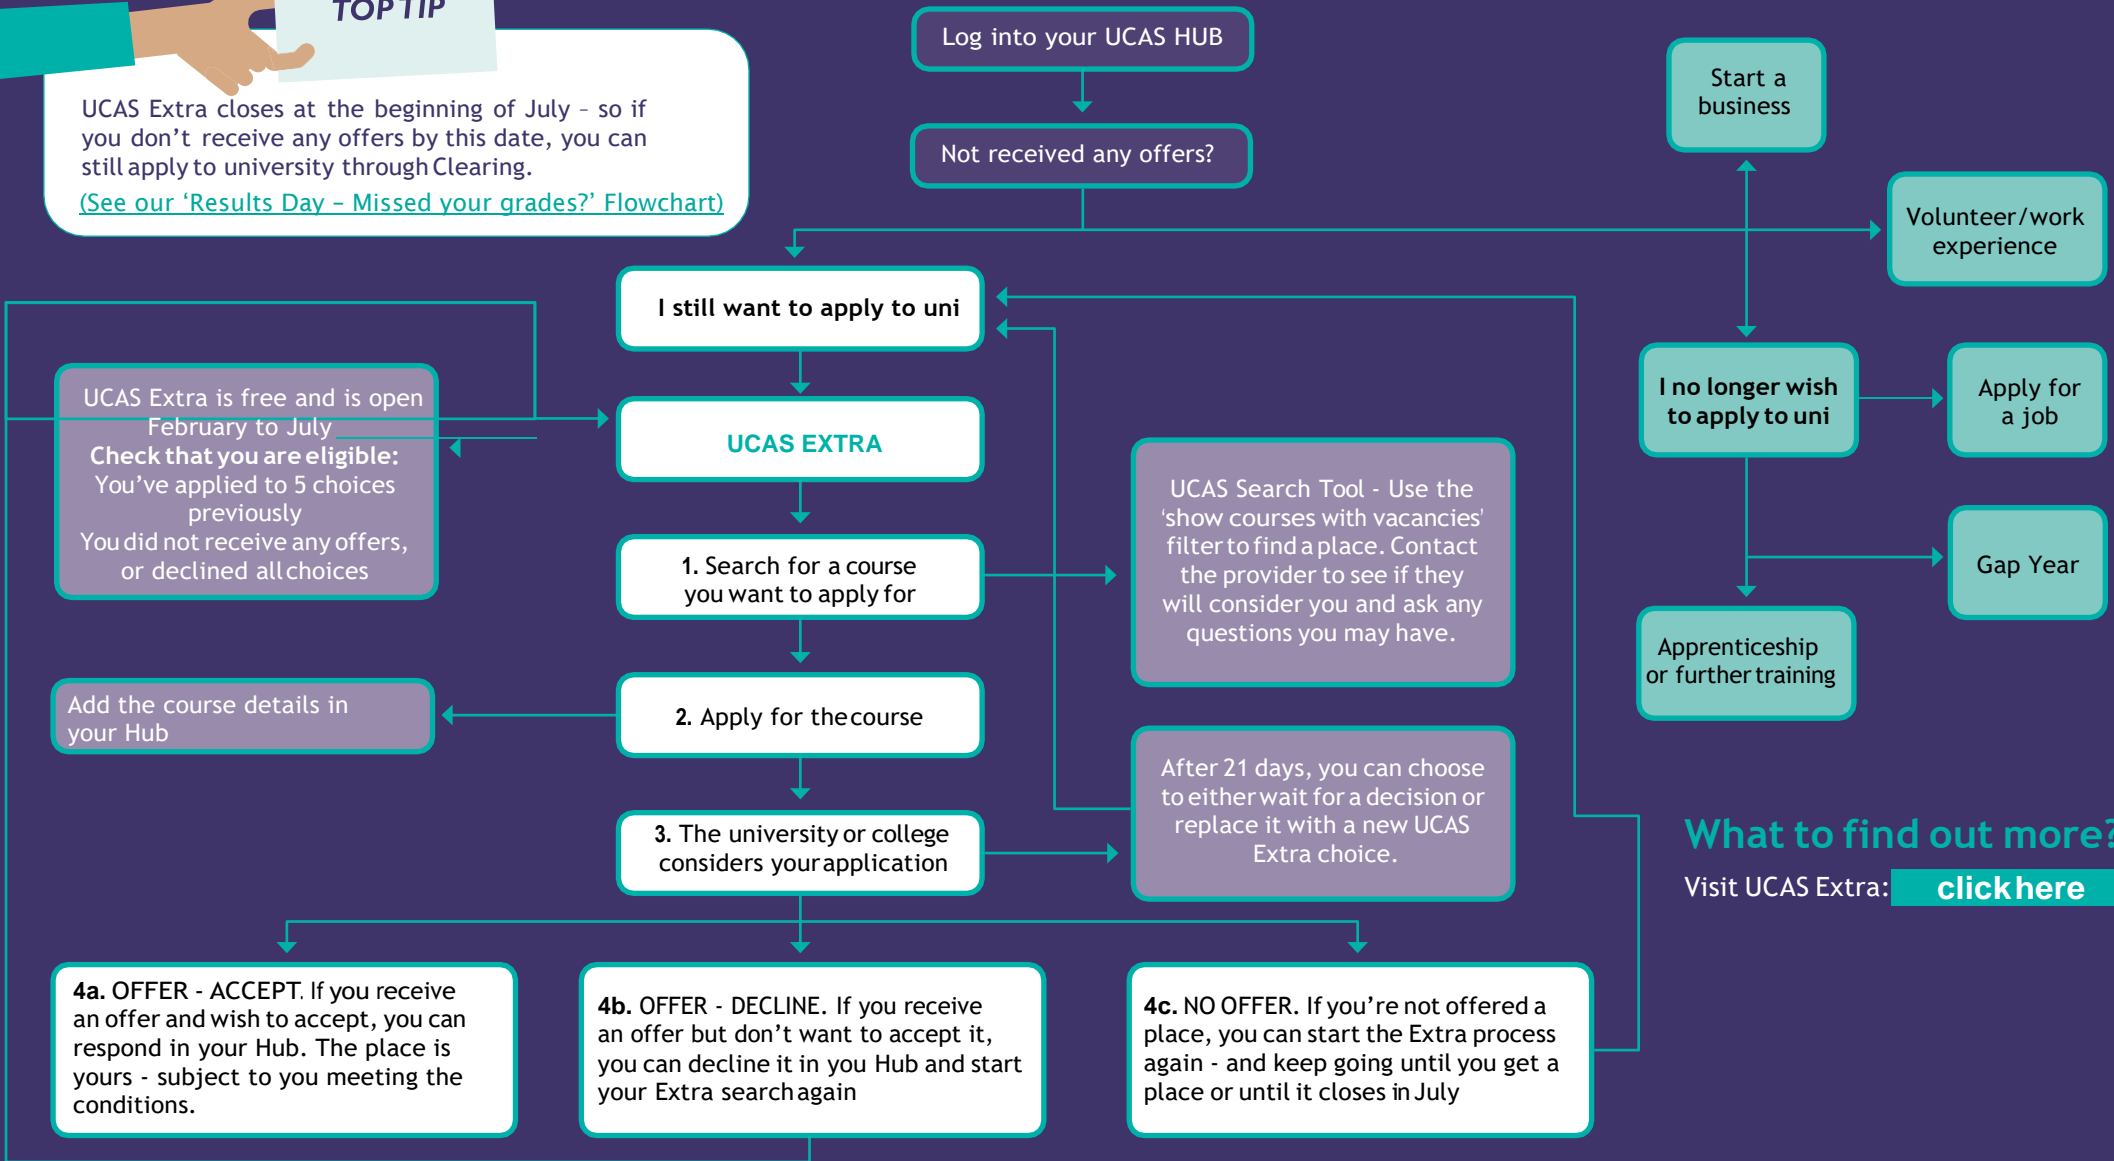 TOP TIP
UCAS Extra closes at the beginning of July – so if
you don’t receive any offers by this date, you can
still apply to university through Clearing.
(See our ‘Results Day – Missed your grades?’ Flowchart)
Log into your UCAS HUB
Not received any offers?
Start a
business
Volunteer/work
experience
I still want to apply to uni
I no longer wish
to apply to uni
Apply for
a job
UCAS Extra is free and is open
February to July
Check that you are eligible:
You’ve applied to 5 choices
previously
You did not receive any offers,
or declined all choices
UCAS EXTRA
1. Search for a course
you want to apply for
UCAS Search Tool - Use the
‘show courses with vacancies’
filter to find a place. Contact
the provider to see if they
will consider you and ask any
questions you may have.
Gap Year
Apprenticeship
or further training
Add the course details in
your Hub
2. Apply for the course
After 21 days, you can choose
to either wait for a decision or
replace it with a new UCAS
Extra choice.
3. The university or college
considers your application
What to find out more?
Visit UCAS Extra: click here
4a. OFFER - ACCEPT. If you receive
an offer and wish to accept, you can
respond in your Hub. The place is
yours - subject to you meeting the
conditions.
4b. OFFER - DECLINE. If you receive
an offer but don’t want to accept it,
you can decline it in you Hub and start
your Extra search again
4c. NO OFFER. If you’re not offered a
place, you can start the Extra process
again - and keep going until you get a
place or until it closes in July